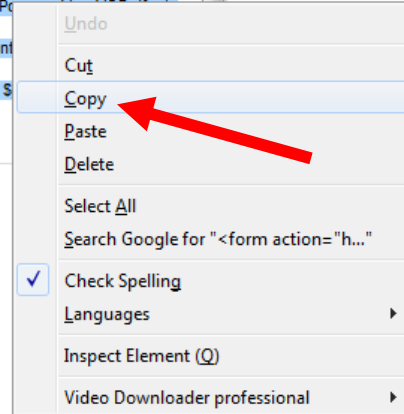 Undo
Cut
Copy
Paste
$
Delete
Select All
Search Google for "<form action="h..."
Check Spelling
Languages
Inspect Element (Q)
Video Downloader professional